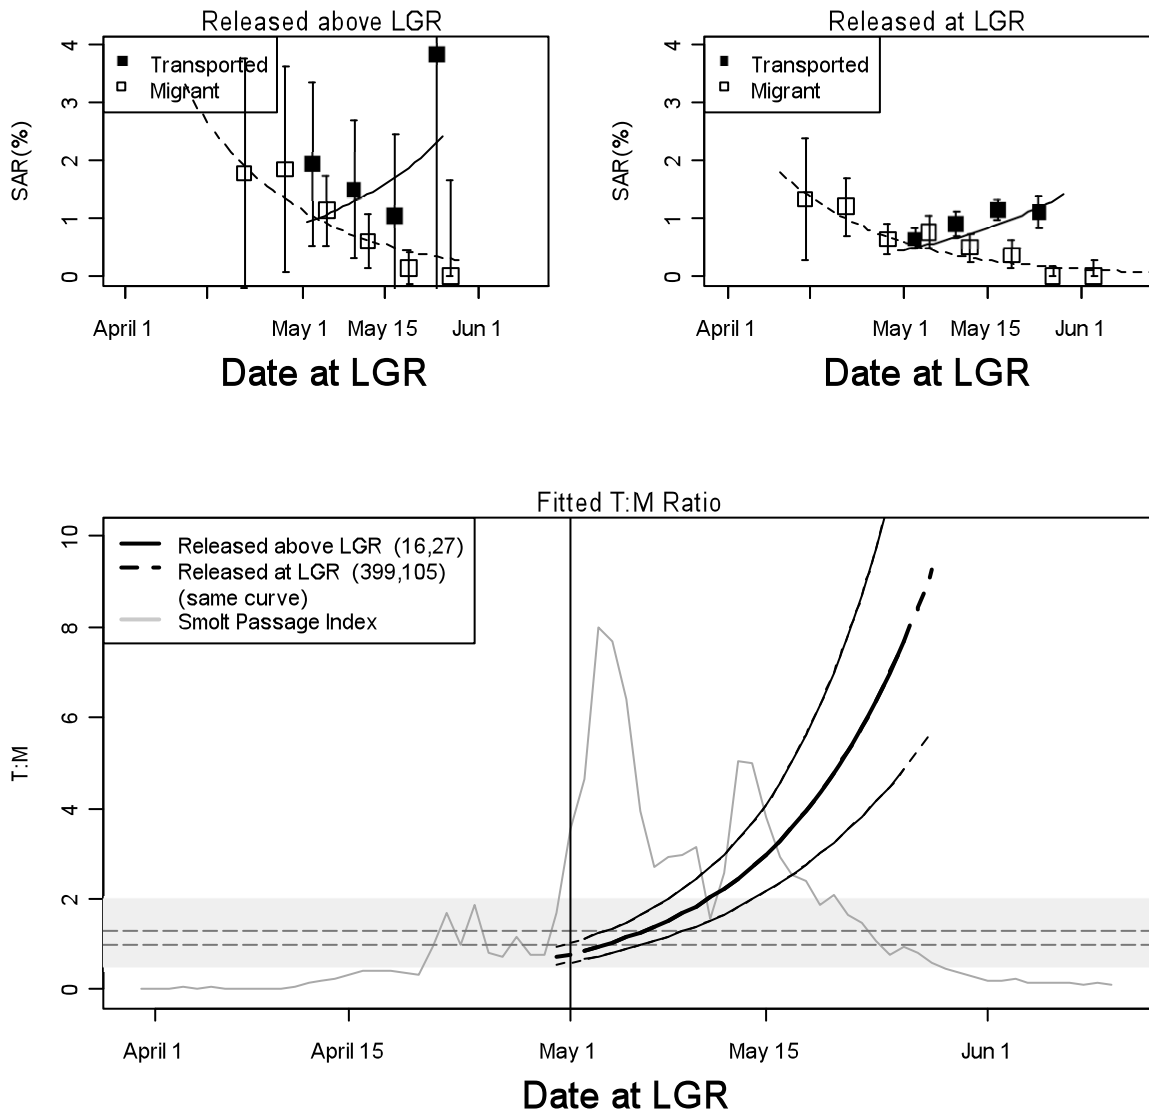 Released above LGR
SAR(%)
4
3
2
1
0
Transported
Migrant
April 1
May 1
May 15
Jun 1
Date at LGR
Released at LGR
SAR(%)
4
3
2
1
0
Transported
Migrant
April 1
May 1
May 15
Jun 1
Date at LGR
Fitted T:M Ratio
T:M
10
8
6
4
2
0
Released above LGR (16,27)
Released at LGR (399,105)
(same curve)
Smolt Passage Index
April 1
April 15
May 1
May 15
Jun 1
Date at LGR